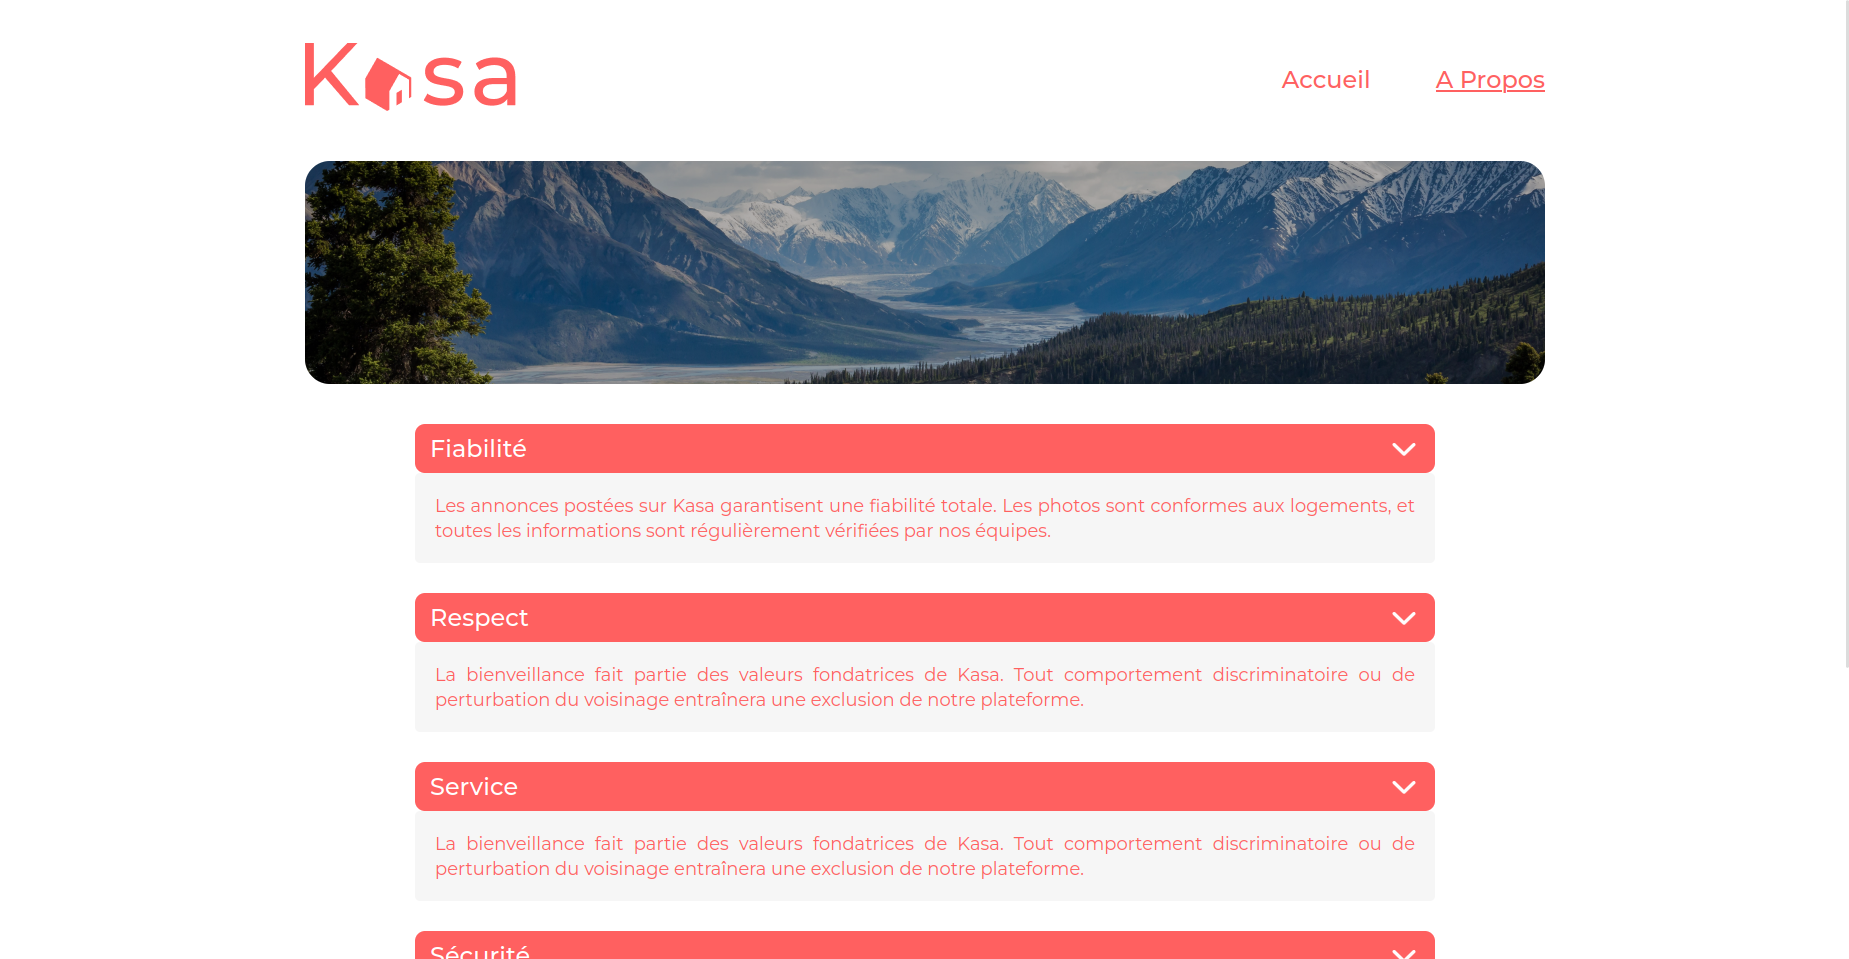 Kasa
Accueil
A Propos
Fiabilité
Les annonces postées sur Kasa garantisent une fiabilité totale. Les photos sont conformes aux logements, et
toutes les informations sont régulièrement vérifiées par nos équipes.
Respect
La bienveillance fait partie des valeurs fondatrices de Kasa. Tout comportement discriminatoire ou de
perturbation du voisinage entraînera une exclusion de notre plateforme.
Service
La bienveillance fait partie des valeurs fondatrices de Kasa. Tout comportement discriminatoire ou de
perturbation du voisinage entraînera une exclusion de notre plateforme.
Sécurité